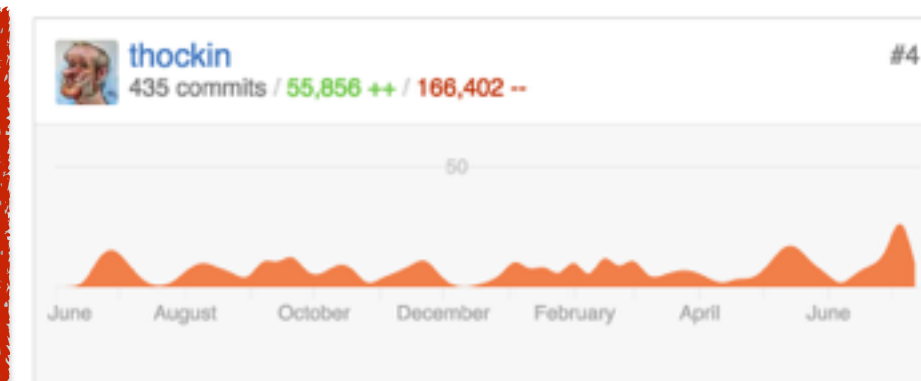 thockin #4
435 commits / 55,856 ++ / 166,402 --
50
June August October December February April June